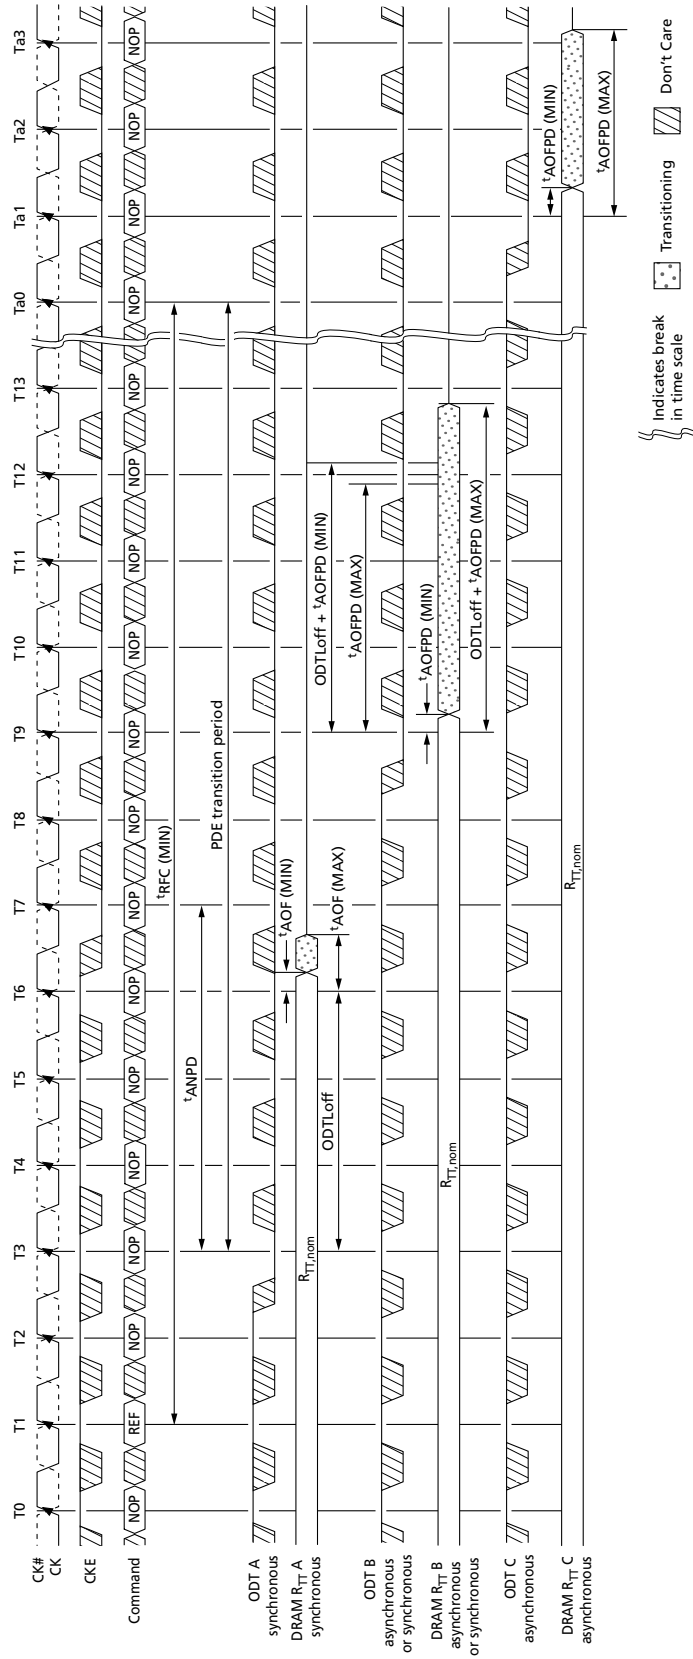 T0 T1 T2 T3 T4 T5 T6 T7 T8 T9 T10 T11 T12 T13 Ta0 Ta1 Ta2 Ta3
CK#
CK
CKE
Command
NOP REF NOP NOP NOP NOP NOP NOP NOP NOP NOP NOP NOP NOP NOP NOP NOP NOP
tRFC (MIN)
tANPD
PDE transition period
ODT A
synchronous
tAOF (MIN)
DRAM RTT A
synchronous
RTT,nom
tAOF (MAX)
ODTLoff
ODTLoff + tAOFPD (MIN)
tAOFPD (MAX)
ODT B
asynchronous
or synchronous
tAOFPD (MIN)
DRAM RTT B
asynchronous
or synchronous
RTT,nom
ODTLoff + tAOFPD (MAX)
ODT C
asynchronous
tAOFPD (MIN)
DRAM RTT C
asynchronous
RTT,nom
tAOFPD (MAX)
Indicates break
in time scale
Transitioning
Don't Care